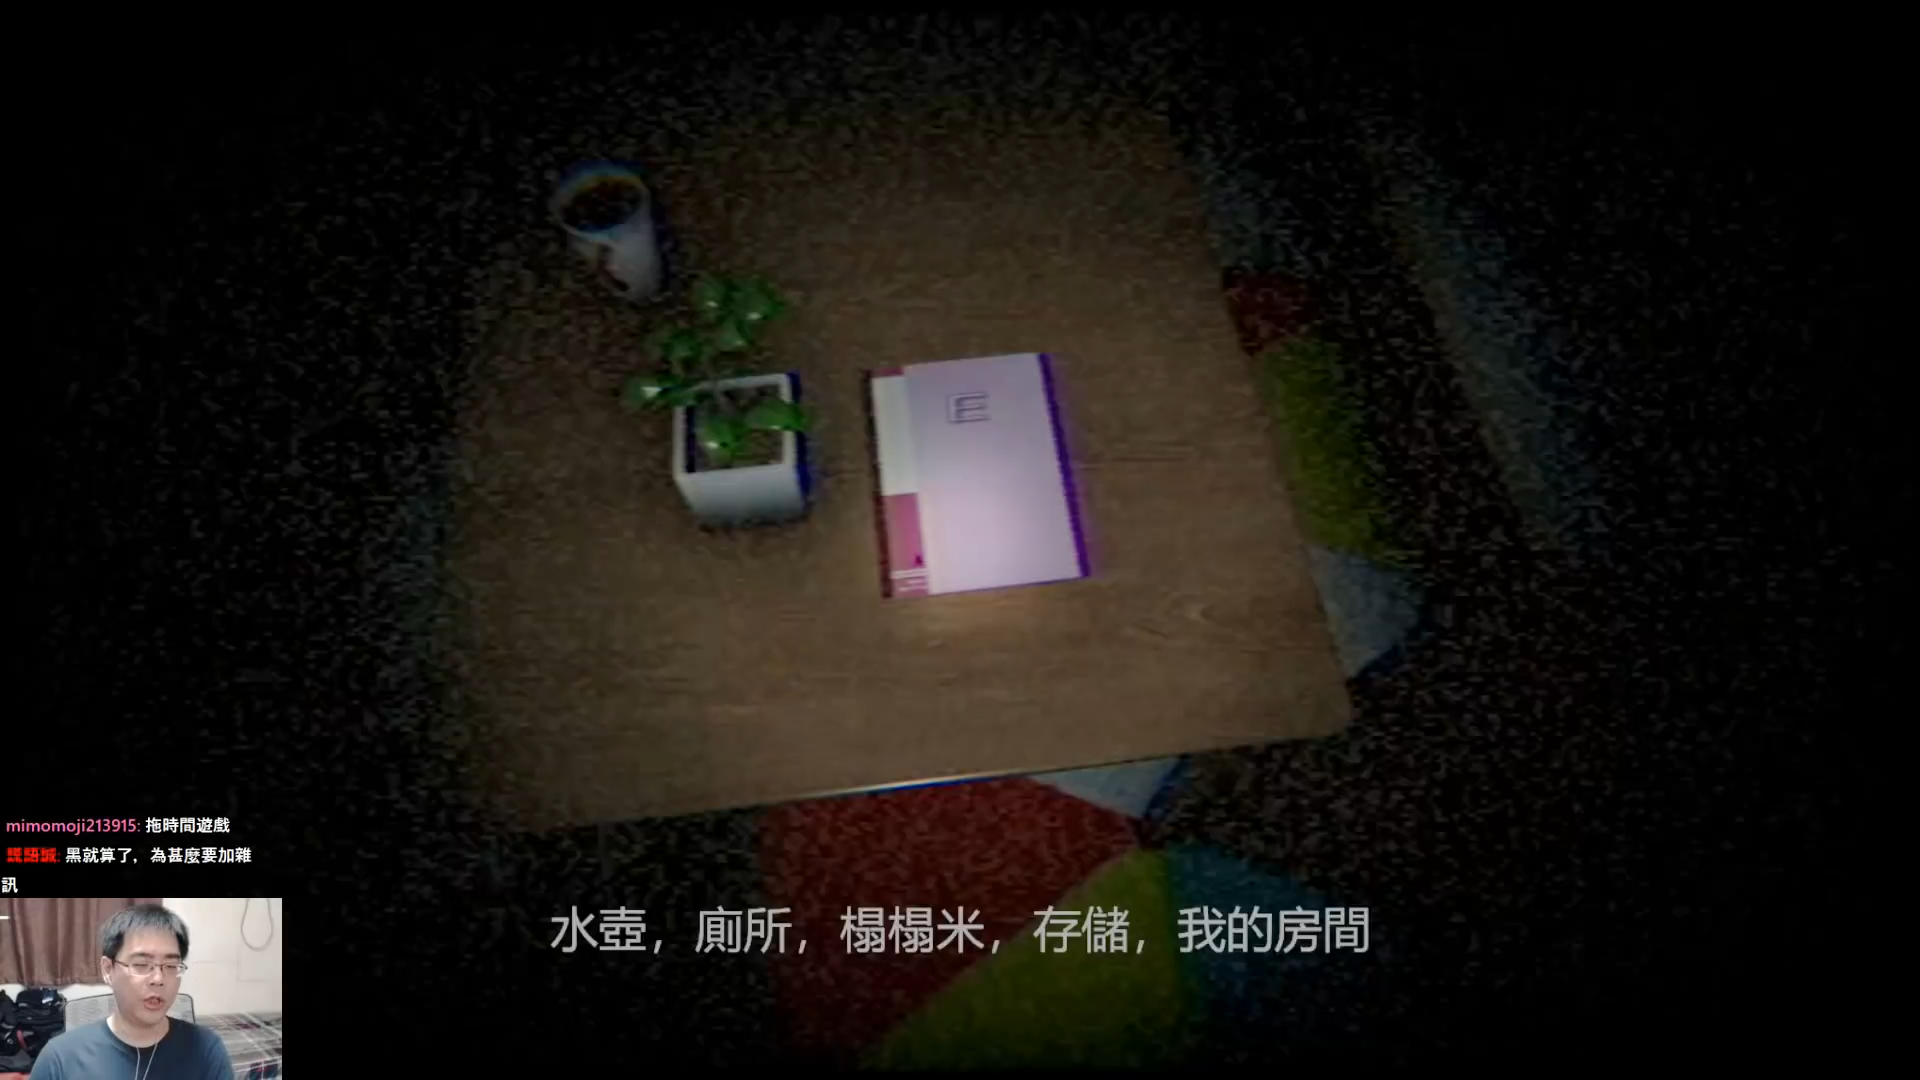 E
mimomoji213915: 拖時間遊戲
黑就算了，為甚麼要加雜
訊
水壺，廁所，榻榻米，存儲，我的房間